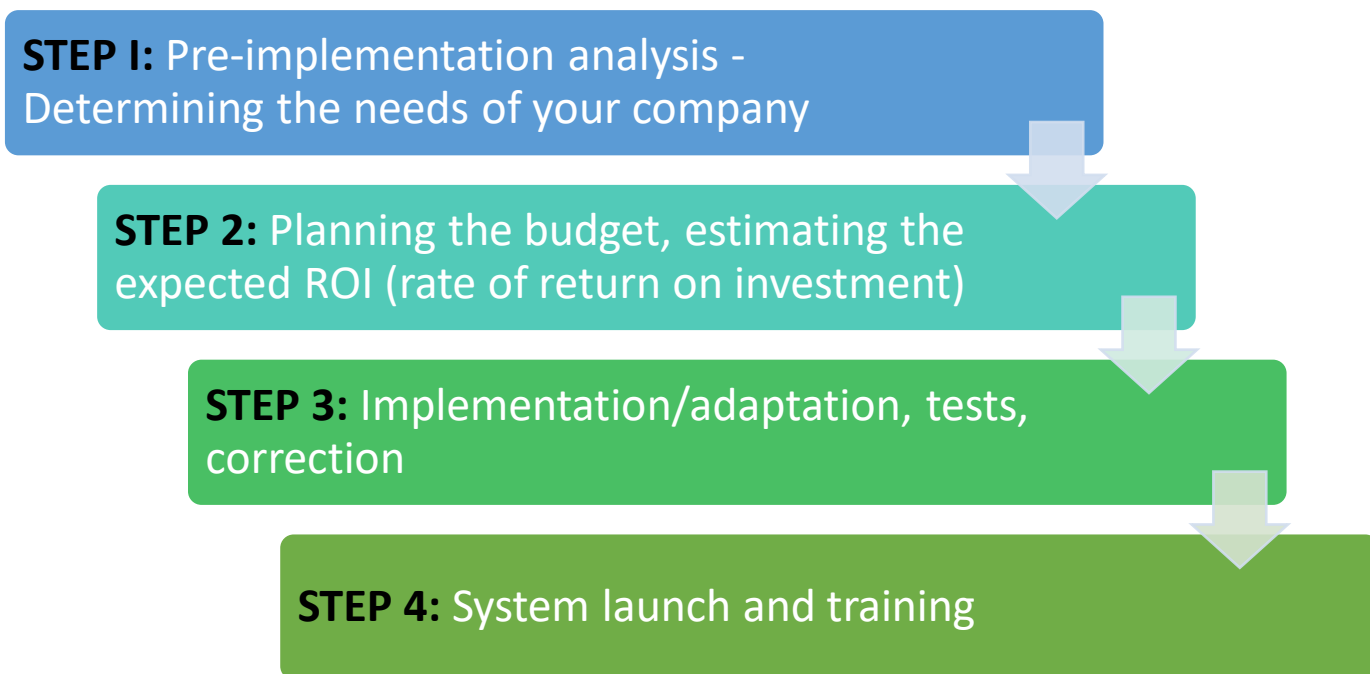 STEP I: Pre-implementation analysis -
Determining the needs of your company
STEP 2: Planning the budget, estimating the
expected ROI (rate of return on investment)
STEP 3: Implementation/adaptation, tests,
correction
STEP 4: System launch and training